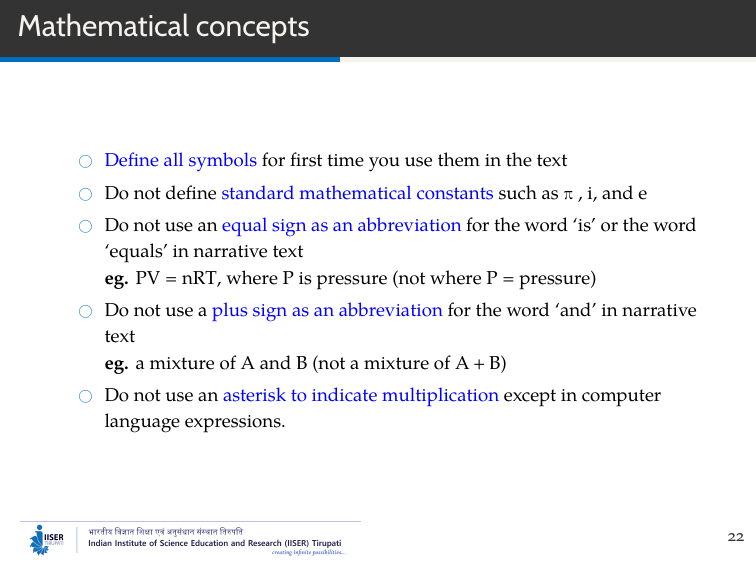 Mathematical concepts
Define all symbols for first time you use them in the text
Do not define standard mathematical constants such as π , i, and e
Do not use an equal sign as an abbreviation for the word ‘is’ or the word
‘equals’ in narrative text
eg. PV = nRT, where P is pressure (not where P = pressure)
Do not use a plus sign as an abbreviation for the word ‘and’ in narrative
text
eg. a mixture of A and B (not a mixture of A + B)
Do not use an asterisk to indicate multiplication except in computer
language expressions.
IISER
TIRUPATI
भारतीय विज्ञान शिक्षा एवं अनुसंधान संस्थान तिरुपति
Indian Institute of Science Education and Research (IISER) Tirupati
creating infinite possibilities...
22